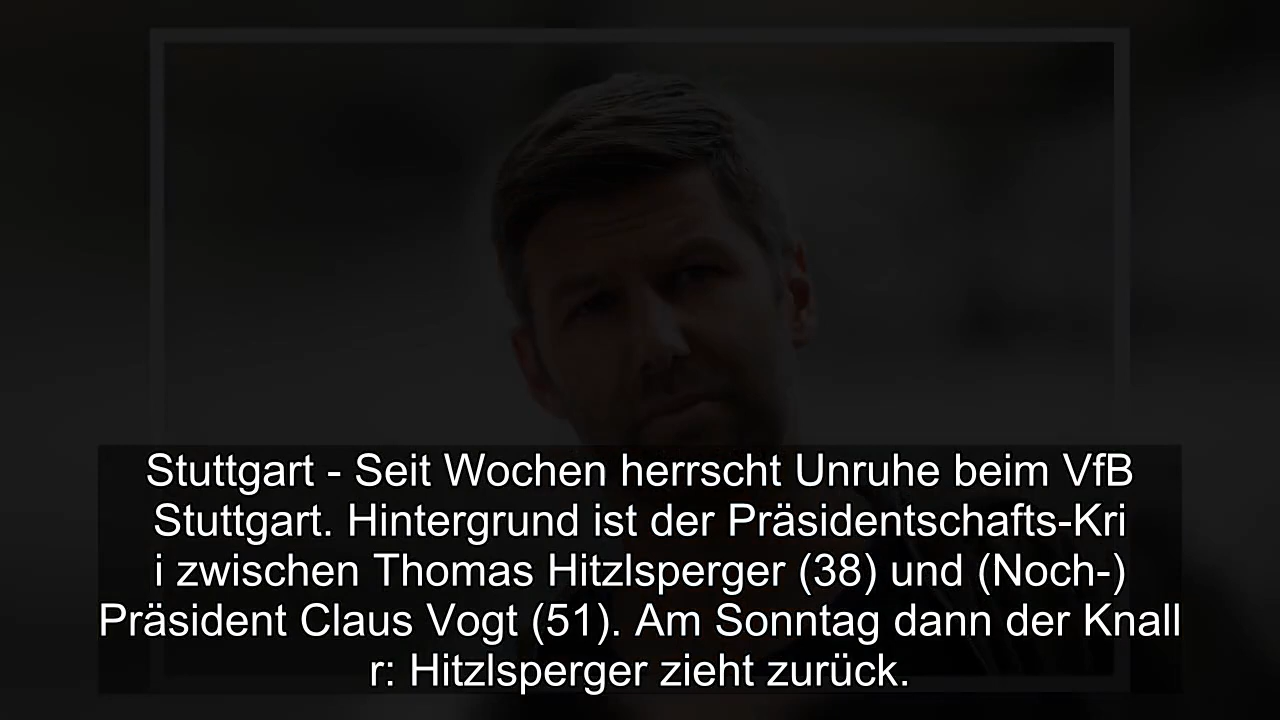 Stuttgart - Seit Wochen herrscht Unruhe beim VfB
Stuttgart. Hintergrund ist der Präsidentschafts-Kri
i zwischen Thomas Hitzlsperger (38) und (Noch-)
Präsident Claus Vogt (51). Am Sonntag dann der Knall
r: Hitzlsperger zieht zurück.